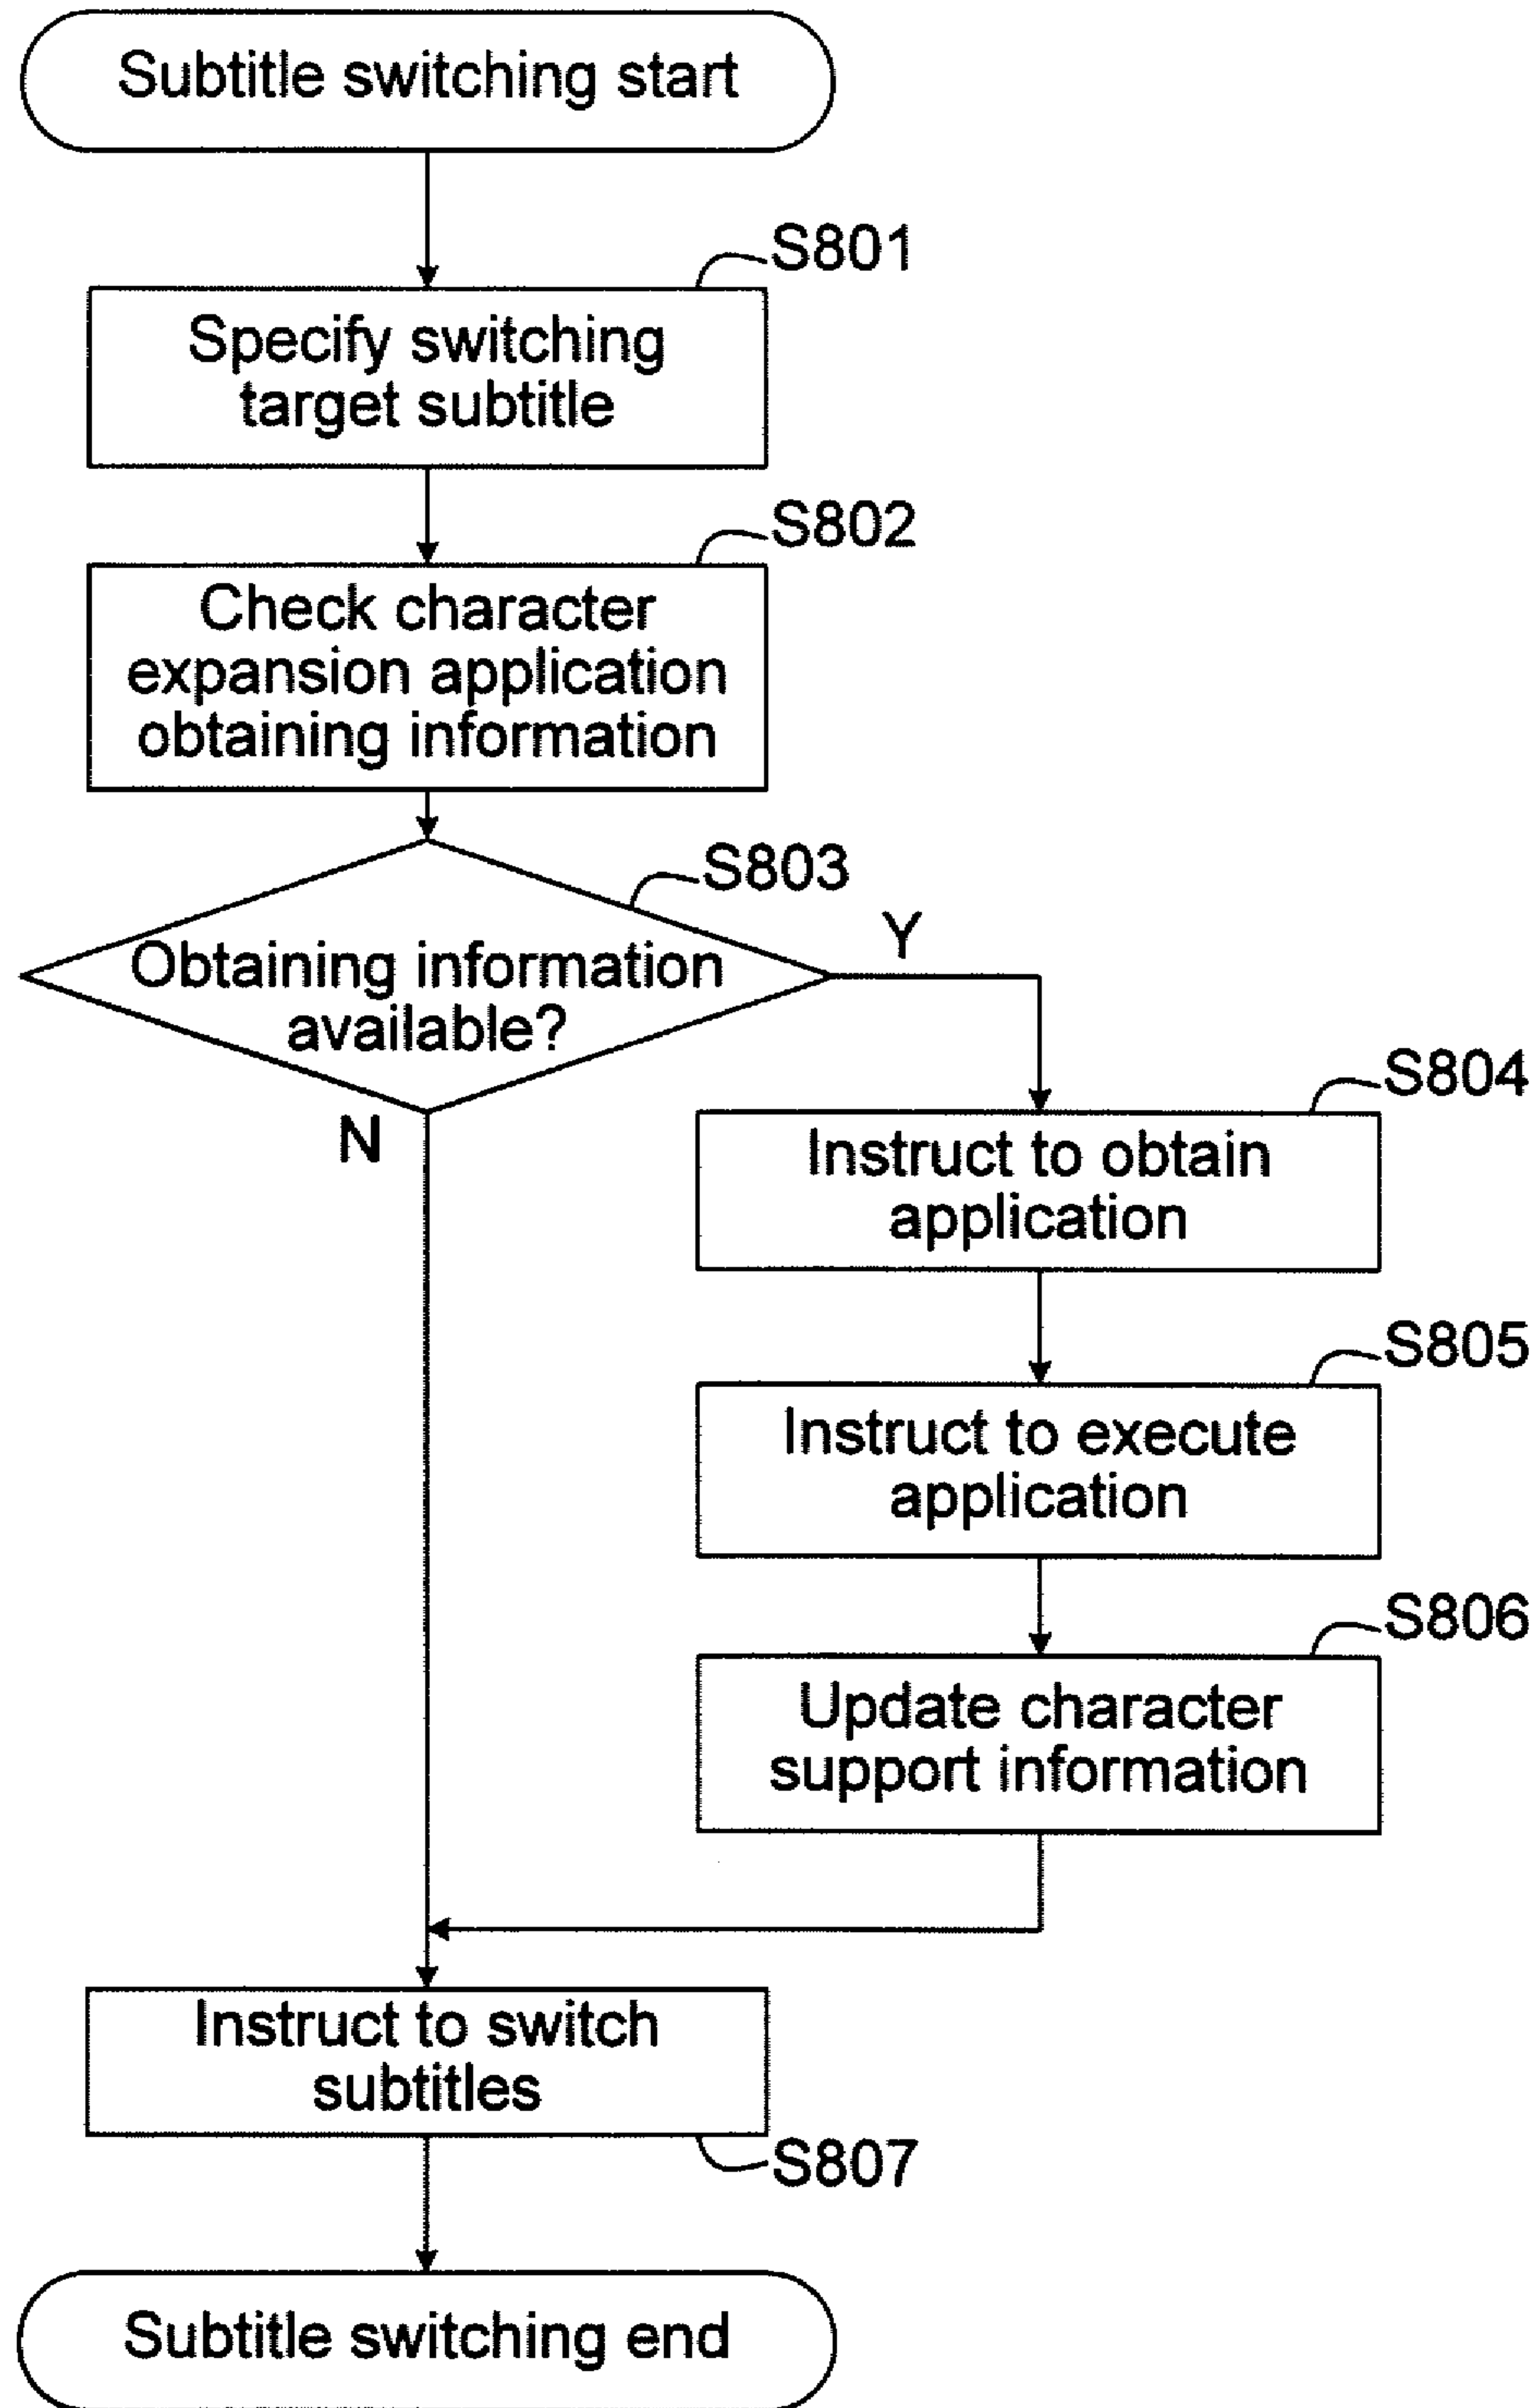 Subtitle switching start
S801
Specify switching
target subtitle
S802
Check character
expansion application
obtaining information
S803
Obtaining information
available?
Y
N
S804
Instruct to obtain
application
S805
Instruct to execute
application
S806
Update character
support information
Instruct to switch
subtitles
S807
Subtitle switching end